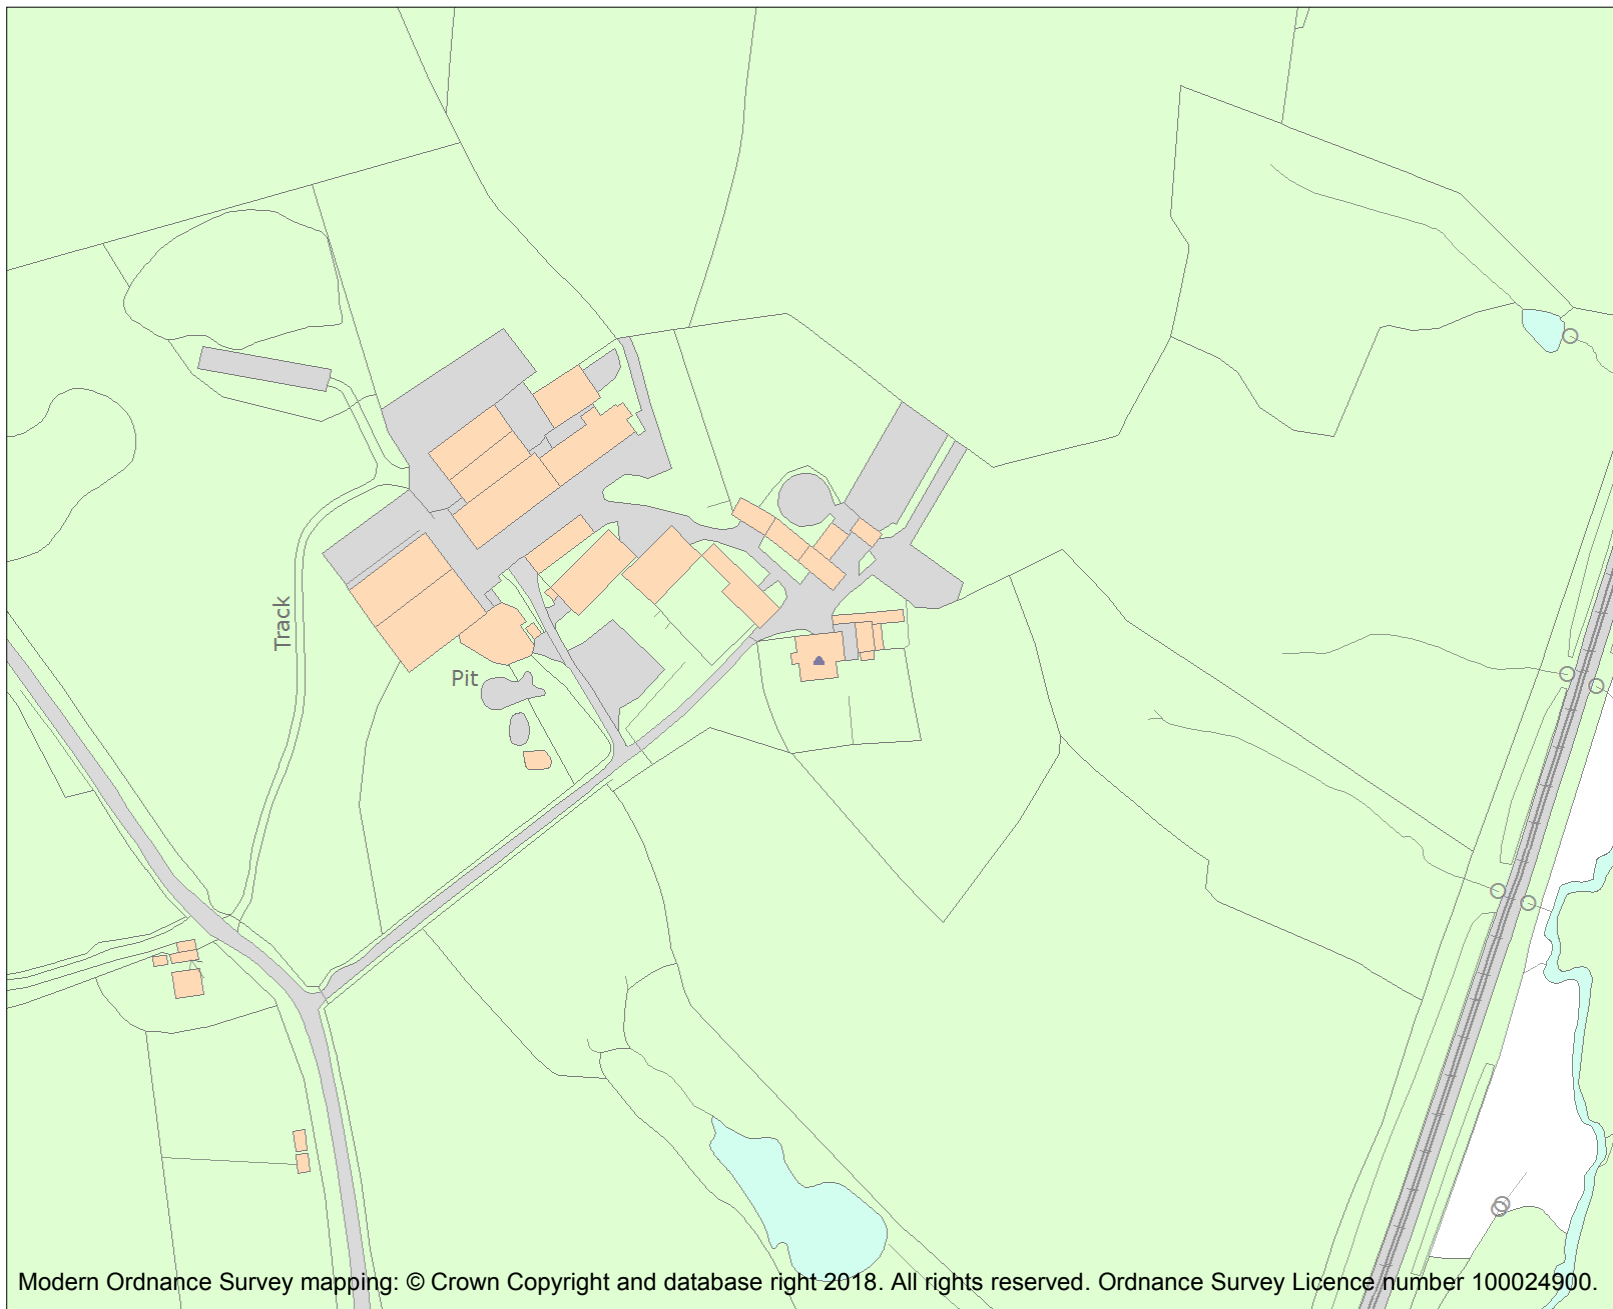 Track
Pit
Modern Ordnance Survey mapping: © Crown Copyright and database right 2018. All rights reserved. Ordnance Survey Licence number 100024900.